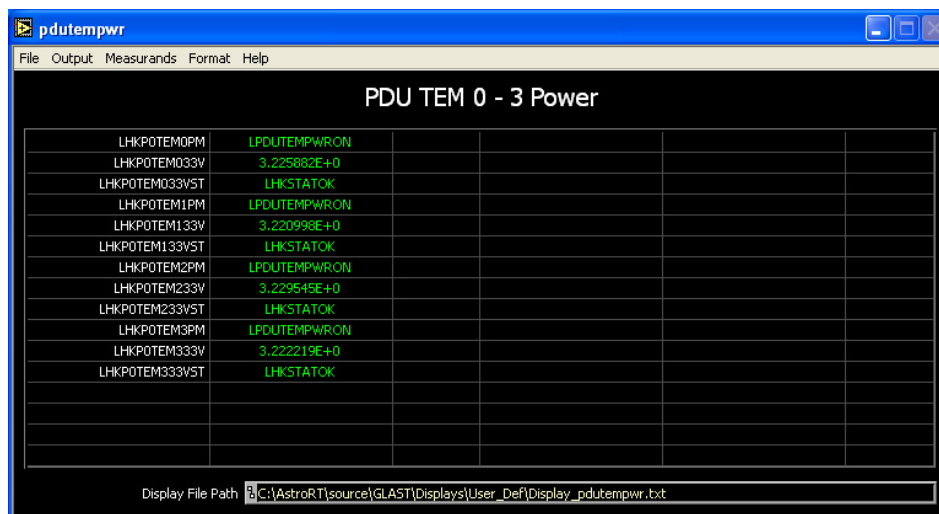 pdutempwr
File Output Measurands Format Help
PDU TEM 0 - 3 Power
LHKP0TEM0PM LPDUTEMPWRON
LHKP0TEM033V 3.225882E+0
LHKP0TEM033VST LHKSTATOK
LHKP0TEM1PM LPDUTEMPWRON
LHKP0TEM133V 3.220998E+0
LHKP0TEM133VST LHKSTATOK
LHKP0TEM2PM LPDUTEMPWRON
LHKP0TEM233V 3.229545E+0
LHKP0TEM233VST LHKSTATOK
LHKP0TEM3PM LPDUTEMPWRON
LHKP0TEM333V 3.222219E+0
LHKP0TEM333VST LHKSTATOK
Display File Path C:\AstroRT\source\GLAST\Displays\User_Def\Display_pdutempwr.txt